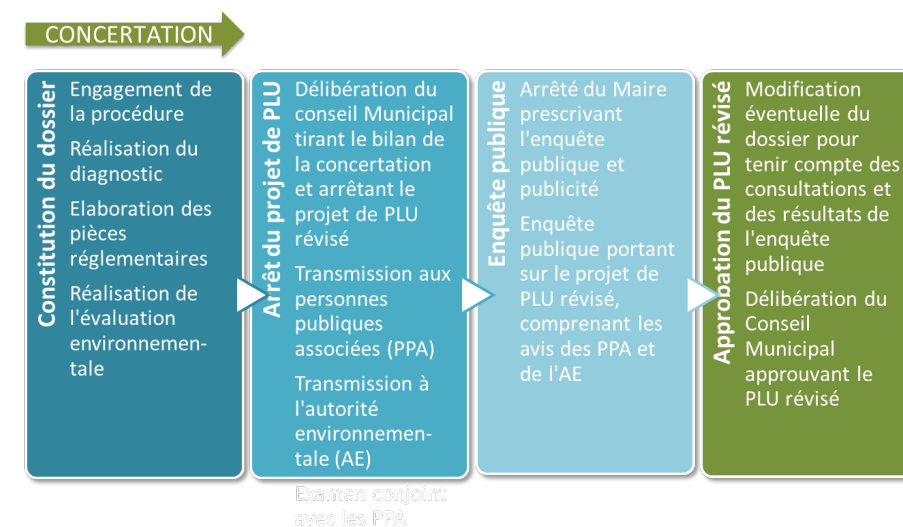 CONCERTATION
Constitution du dossier
Engagement de
la procédure
Réalisation du
diagnostic
Elaboration des
pièces
réglementaires
Réalisation de
l'évaluation
environnemen-
tale
Arrêt du projet de PLU
Délibération du
conseil Municipal
tirant le bilan de
la concertation
et arrêtant le
projet de PLU
révisé
Transmission aux
personnes
publiques
associées (PPA)
Transmission à
l'autorité
environnemen-
tale (AE)
Examen conjoint
avec les PPA
Enquête publique
Arrêté du Maire
prescrivant
l'enquête
publique et
publicité
Enquête
publique portant
sur le projet de
PLU révisé,
comprenant les
avis des PPA et
de l'AE
Approbation du PLU révisé
Modification
éventuelle du
dossier pour
tenir compte des
consultations et
des résultats de
l'enquête
publique
Délibération du
Conseil
Municipal
approuvant le
PLU révisé